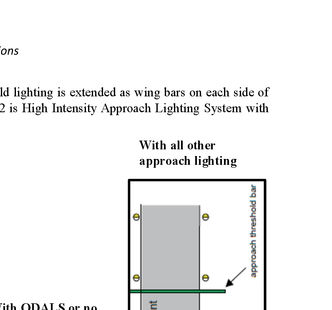 ons
ld lighting is extended as wing bars on each side of
2 is High Intensity Approach Lighting System with
With all other
approach lighting
approach threshold bar
With ODALS or no
nt